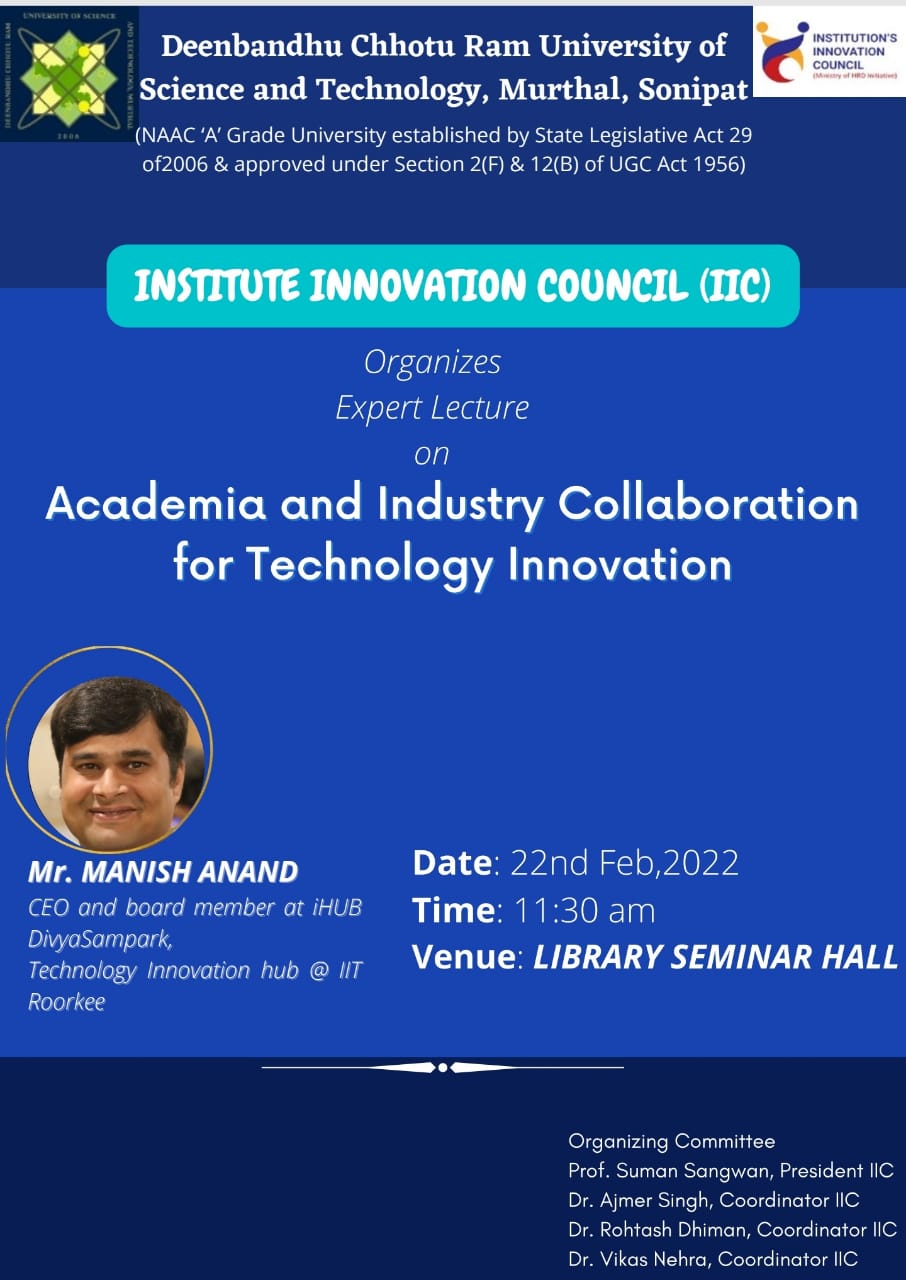 UNIVERSITY OF SCIENCE
DEENBANDHU CHHOTU RAM
AND TECHNOLOGY, MURTHAL
2006
Deenbandhu Chhotu Ram University of
Science and Technology, Murthal, Sonipat
(NAAC ‘A’ Grade University established by State Legislative Act 29
of2006 & approved under Section 2(F) & 12(B) of UGC Act 1956)
INSTITUTION'S
INNOVATION
COUNCIL
(Ministry of HRD Initiative)
INSTITUTE INNOVATION COUNCIL (IIC)
Organizes
Expert Lecture
on
Academia and Industry Collaboration
for Technology Innovation
Mr. MANISH ANAND
CEO and board member at iHUB
DivyaSampark,
Technology Innovation hub @ IIT
Roorkee
Date: 22nd Feb,2022
Time: 11:30 am
Venue: LIBRARY SEMINAR HALL
Organizing Committee
Prof. Suman Sangwan, President IIC
Dr. Ajmer Singh, Coordinator IIC
Dr. Rohtash Dhiman, Coordinator IIC
Dr. Vikas Nehra, Coordinator IIC